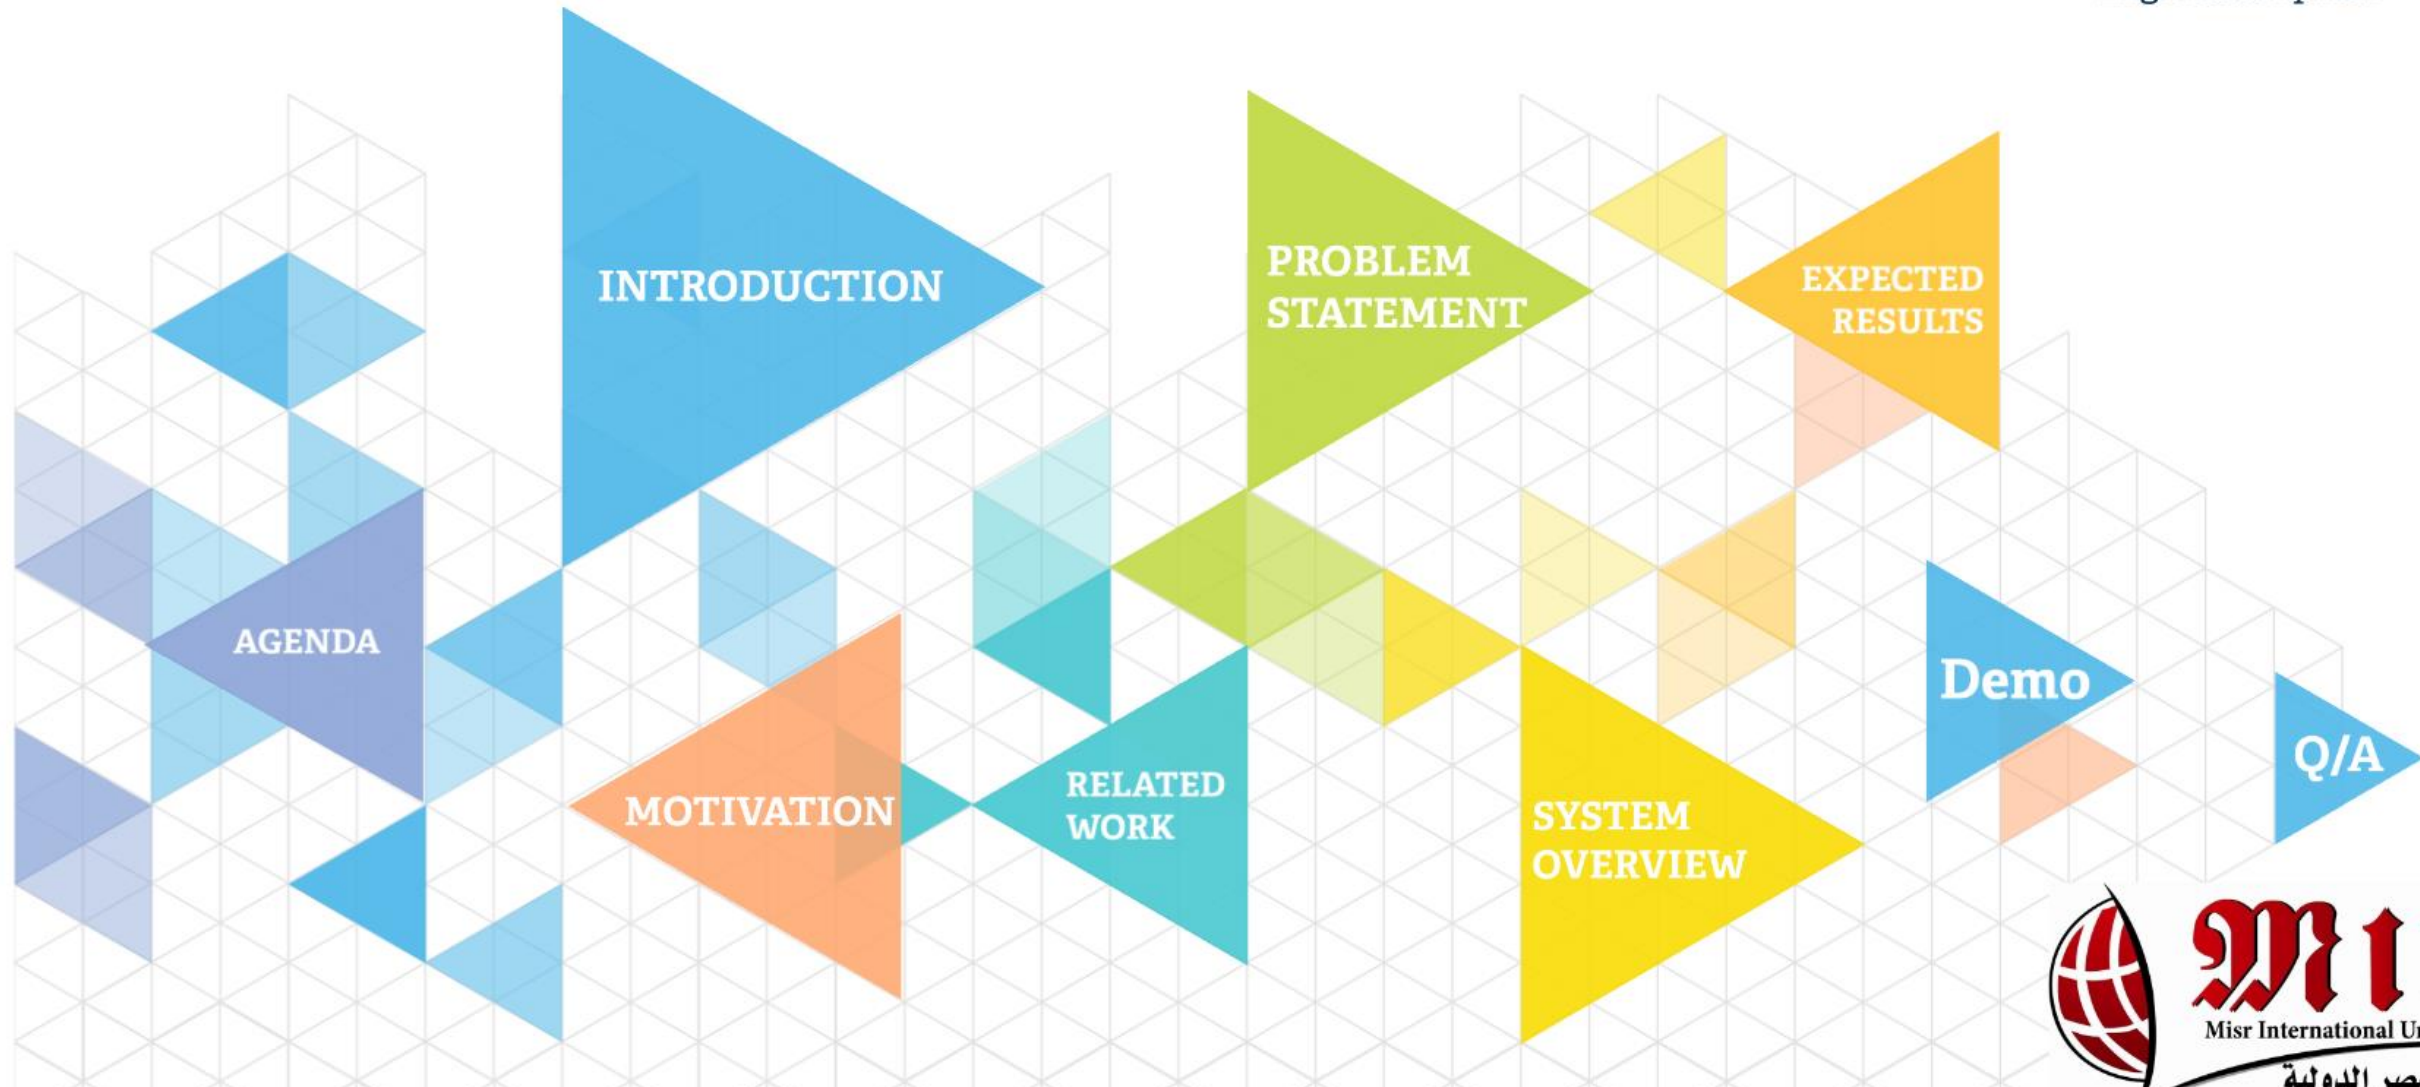 INTRODUCTION
PROBLEM
STATEMENT
EXPECTED
RESULTS
AGENDA
MOTIVATION
RELATED
WORK
SYSTEM
OVERVIEW
Demo
Q/A
Misr International